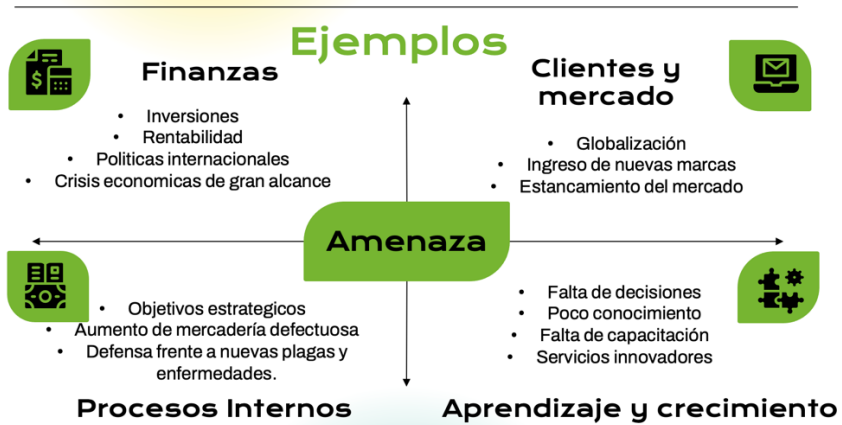 Ejemplos
Finanzas
• Inversiones
• Rentabilidad
• Politicas internacionales
• Crisis economicas de gran alcance
Clientes y
mercado
• Globalización
• Ingreso de nuevas marcas
• Estancamiento del mercado
Amenaza
• Objetivos estrategicos
• Aumento de mercadería defectuosa
• Defensa frente a nuevas plagas y
enfermedades.
Procesos Internos
• Falta de decisiones
• Poco conocimiento
• Falta de capacitación
• Servicios innovadores
Aprendizaje y crecimiento